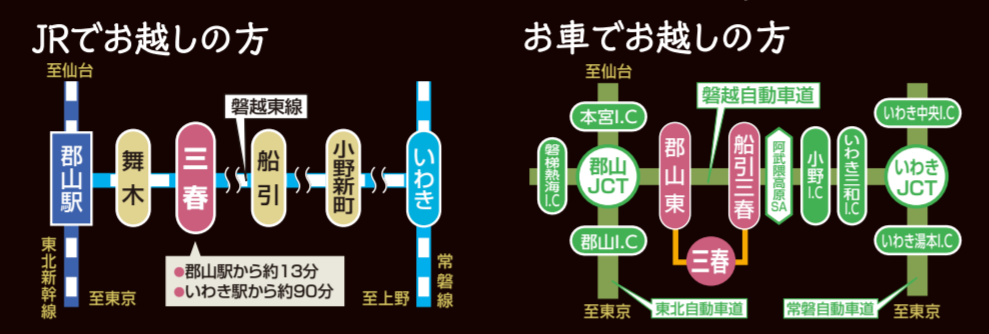 JRでお越しの方
至仙台
磐越東線
郡山駅
舞木
三春
船引
小野新町
いわき
●郡山駅から約13分
●いわき駅から約90分
東北新幹線
至東京
至上野
常磐線
お車でお越しの方
至仙台
磐越自動車道
本宮I.C
いわき中央I.C
磐梯熱海I.C
郡山JCT
郡山東
船引三春
阿武隈高原SA
小野I.C
いわき三和I.C
いわきJCT
郡山I.C
三春
いわき湯本I.C
至東京
東北自動車道
常磐自動車道
至東京